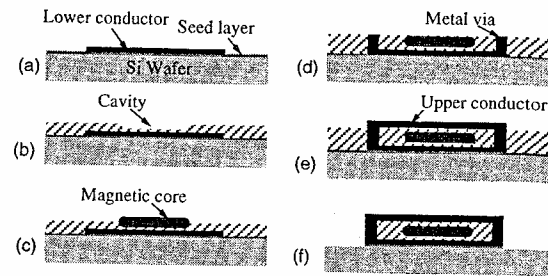 Lower conductor
Seed layer
(a)
Si Wafer
Cavity
(b)
Magnetic core
(c)
Metal via
(d)
Upper conductor
(e)
(f)